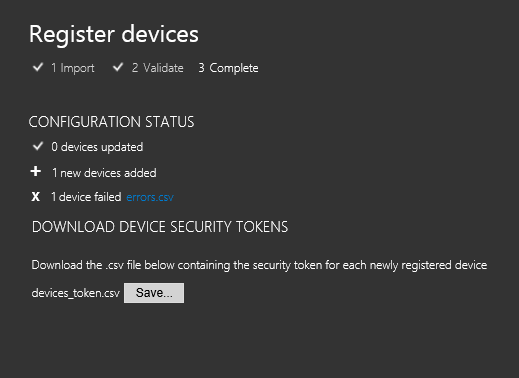 Register devices
✓ 1 Import ✓ 2 Validate 3 Complete
CONFIGURATION STATUS
✓ 0 devices updated
+ 1 new devices added
x 1 device failed errors.csv
DOWNLOAD DEVICE SECURITY TOKENS
Download the .csv file below containing the security token for each newly registered device
devices_token.csv Save...